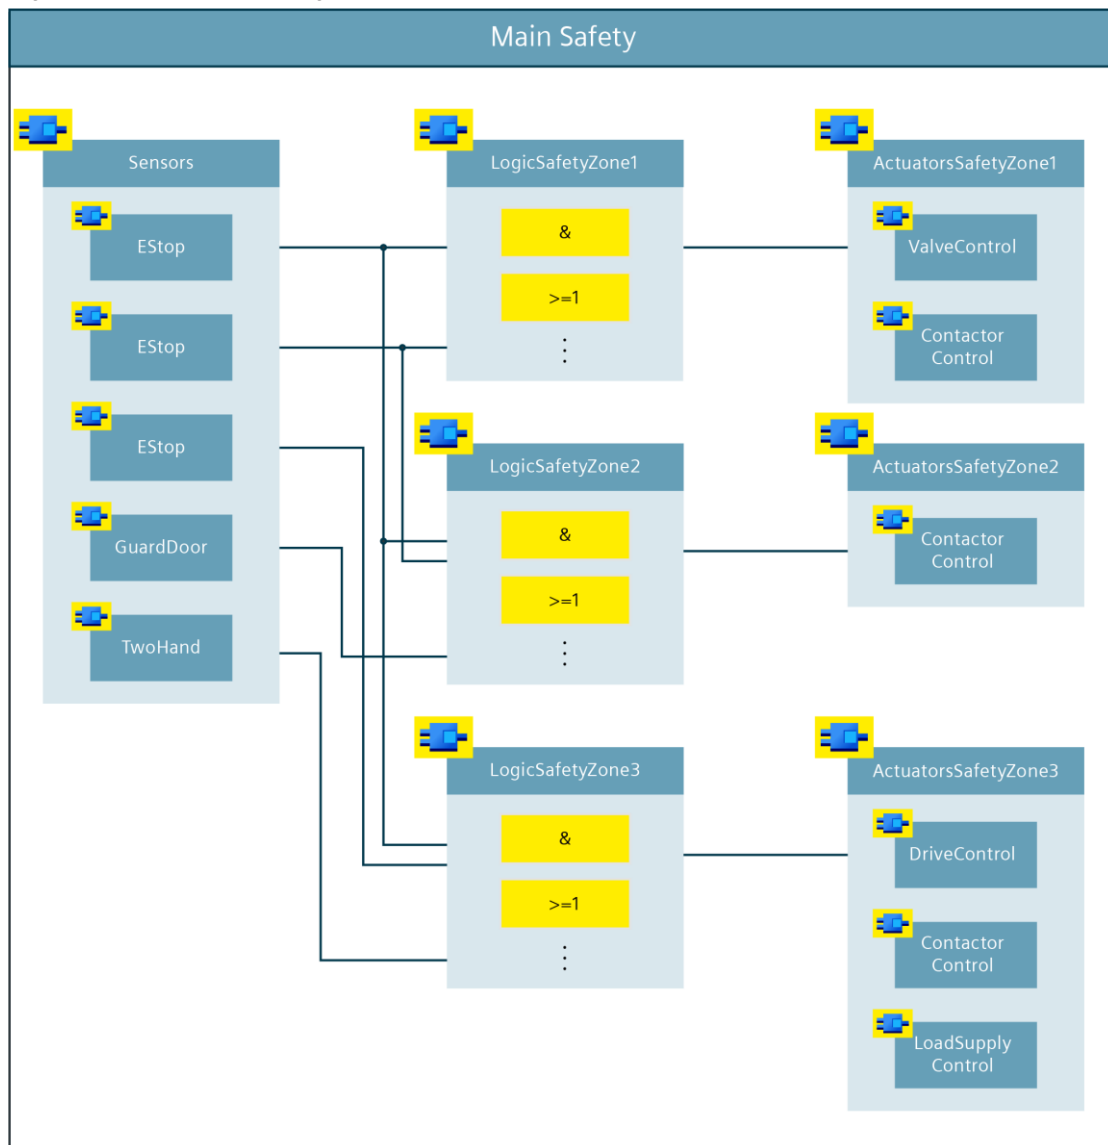 Main Safety
Sensors
EStop
EStop
EStop
GuardDoor
TwoHand
LogicSafetyZone1
&
>=1
⋮
ActuatorsSafetyZone1
ValveControl
Contactor
Control
LogicSafetyZone2
&
>=1
⋮
ActuatorsSafetyZone2
Contactor
Control
LogicSafetyZone3
&
>=1
⋮
ActuatorsSafetyZone3
DriveControl
Contactor
Control
LoadSupply
Control